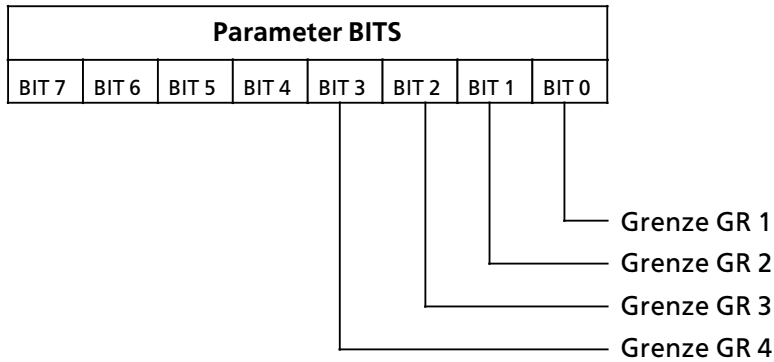 Parameter BITS
BIT 7 BIT 6 BIT 5 BIT 4 BIT 3 BIT 2 BIT 1 BIT 0
Grenze GR 1
Grenze GR 2
Grenze GR 3
Grenze GR 4